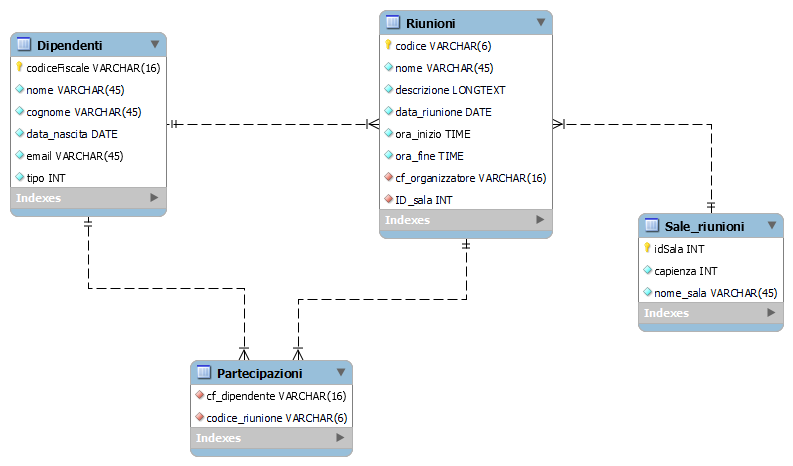 Dipendenti
codiceFiscale VARCHAR(16)
nome VARCHAR(45)
cognome VARCHAR(45)
data_nascita DATE
email VARCHAR(45)
tipo INT
Indexes
Riunioni
codice VARCHAR(6)
nome VARCHAR(45)
descrizione LONGTEXT
data_riunione DATE
ora_inizio TIME
ora_fine TIME
cf_organizzatore VARCHAR(16)
ID_sala INT
Indexes
Sale_riunioni
idSala INT
capienza INT
nome_sala VARCHAR(45)
Indexes
Partecipazioni
cf_dipendente VARCHAR(16)
codice_riunione VARCHAR(6)
Indexes